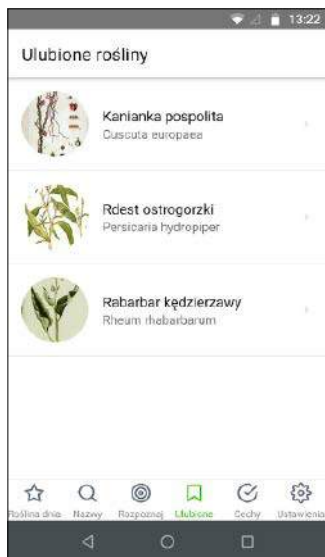 13:22
Ulubione rośliny
Kanianka pospolita
Cuscuta europaea
Rdest ostrogorzki
Persicaria hydropiper
Rabarbar kędzierzawy
Rheum rhabarbarum
Roślina dnia Nazwy Rozpoznaj Ulubione Cechy Ustawienia